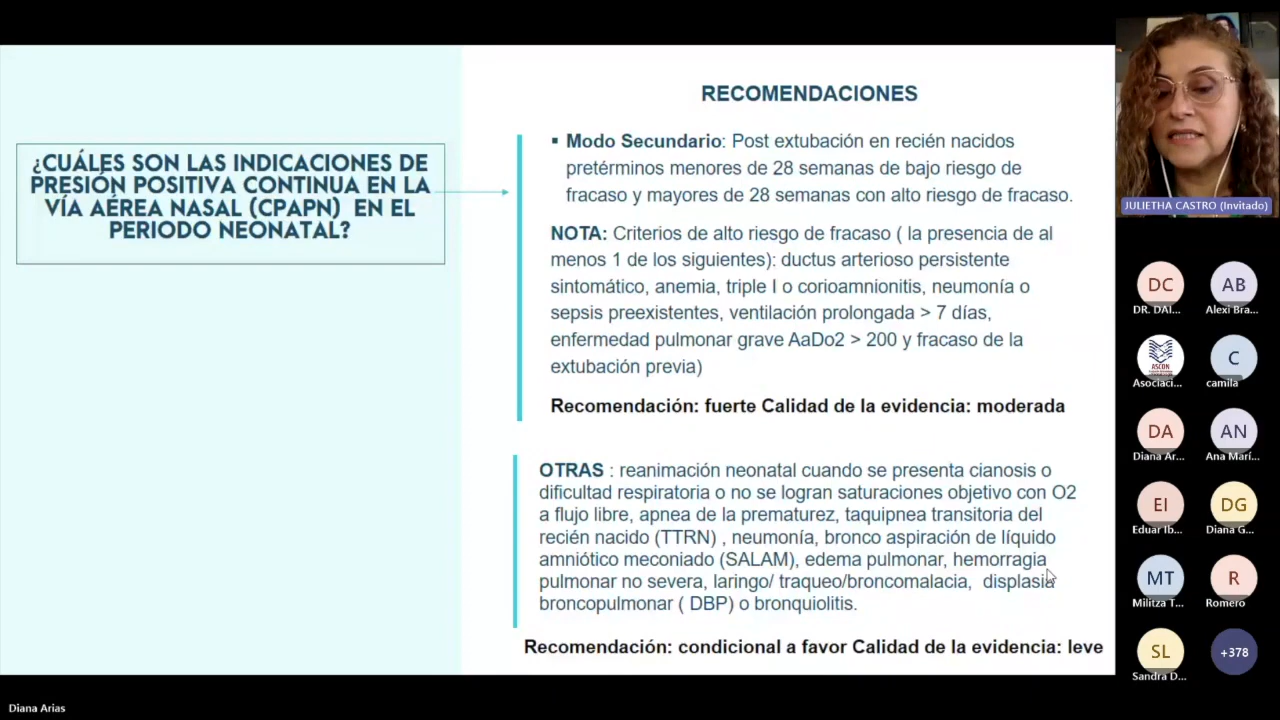 ¿CUÁLES SON LAS INDICACIONES DE
PRESIÓN POSITIVA CONTINUA EN LA
VÍA AÉREA NASAL (CPAPN) EN EL
PERIODO NEONATAL?
RECOMENDACIONES
▪ Modo Secundario: Post extubación en recién nacidos
pretérminos menores de 28 semanas de bajo riesgo de
fracaso y mayores de 28 semanas con alto riesgo de fracaso.
NOTA: Criterios de alto riesgo de fracaso ( la presencia de al
menos 1 de los siguientes): ductus arterioso persistente
sintomático, anemia, triple I o corioamnionitis, neumonía o
sepsis preexistentes, ventilación prolongada > 7 días,
enfermedad pulmonar grave AaDo2 > 200 y fracaso de la
extubación previa)
Recomendación: fuerte Calidad de la evidencia: moderada
OTRAS : reanimación neonatal cuando se presenta cianosis o
dificultad respiratoria o no se logran saturaciones objetivo con O2
a flujo libre, apnea de la prematurez, taquipnea transitoria del
recién nacido (TTRN) , neumonía, bronco aspiración de líquido
amniótico meconiado (SALAM), edema pulmonar, hemorragia
pulmonar no severa, laringo/ traqueo/broncomalacia, displasia
broncopulmonar ( DBP) o bronquiolitis.
Recomendación: condicional a favor Calidad de la evidencia: leve
JULIETHA CASTRO (Invitado)
DC
DR. DAI...
AB
Alexi Bra...
ASCON
Asociaci...
C
camila
DA
Diana Ar...
AN
Ana Marí...
EI
Eduar Ib...
DG
Diana G...
MT
Militza T...
R
Romero
SL
Sandra D...
+378
Diana Arias